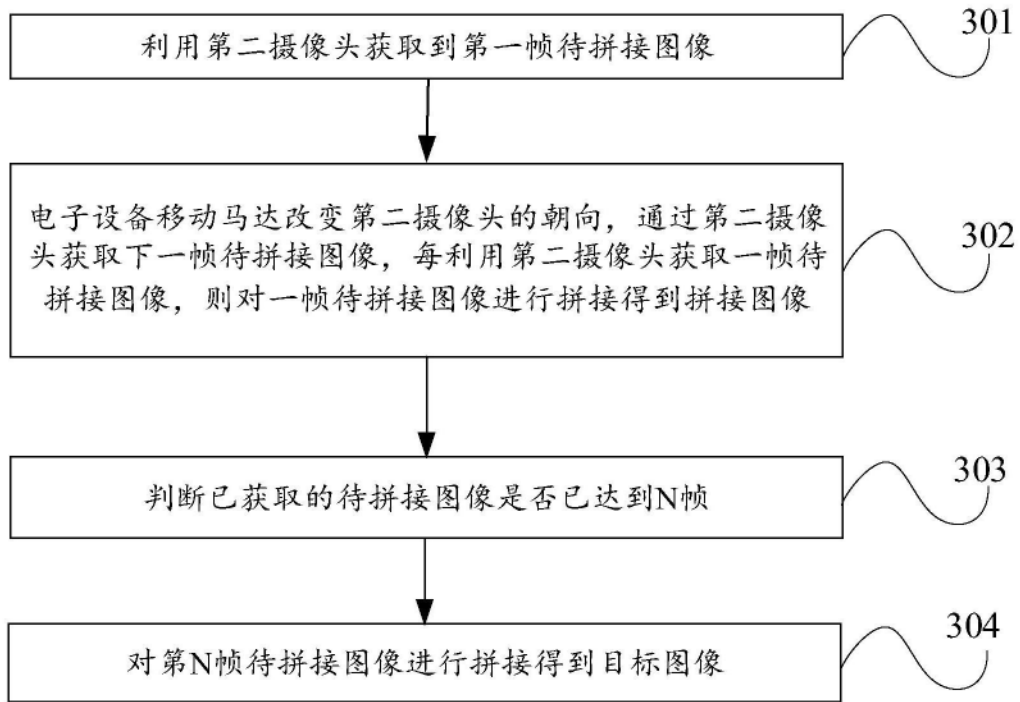 利用第二摄像头获取到第一帧待拼接图像
301
电子设备移动马达改变第二摄像头的朝向，通过第二摄像
头获取下一帧待拼接图像，每利用第二摄像头获取一帧待
拼接图像，则对一帧待拼接图像进行拼接得到拼接图像
302
判断已获取的待拼接图像是否已达到N帧
303
对第N帧待拼接图像进行拼接得到目标图像
304